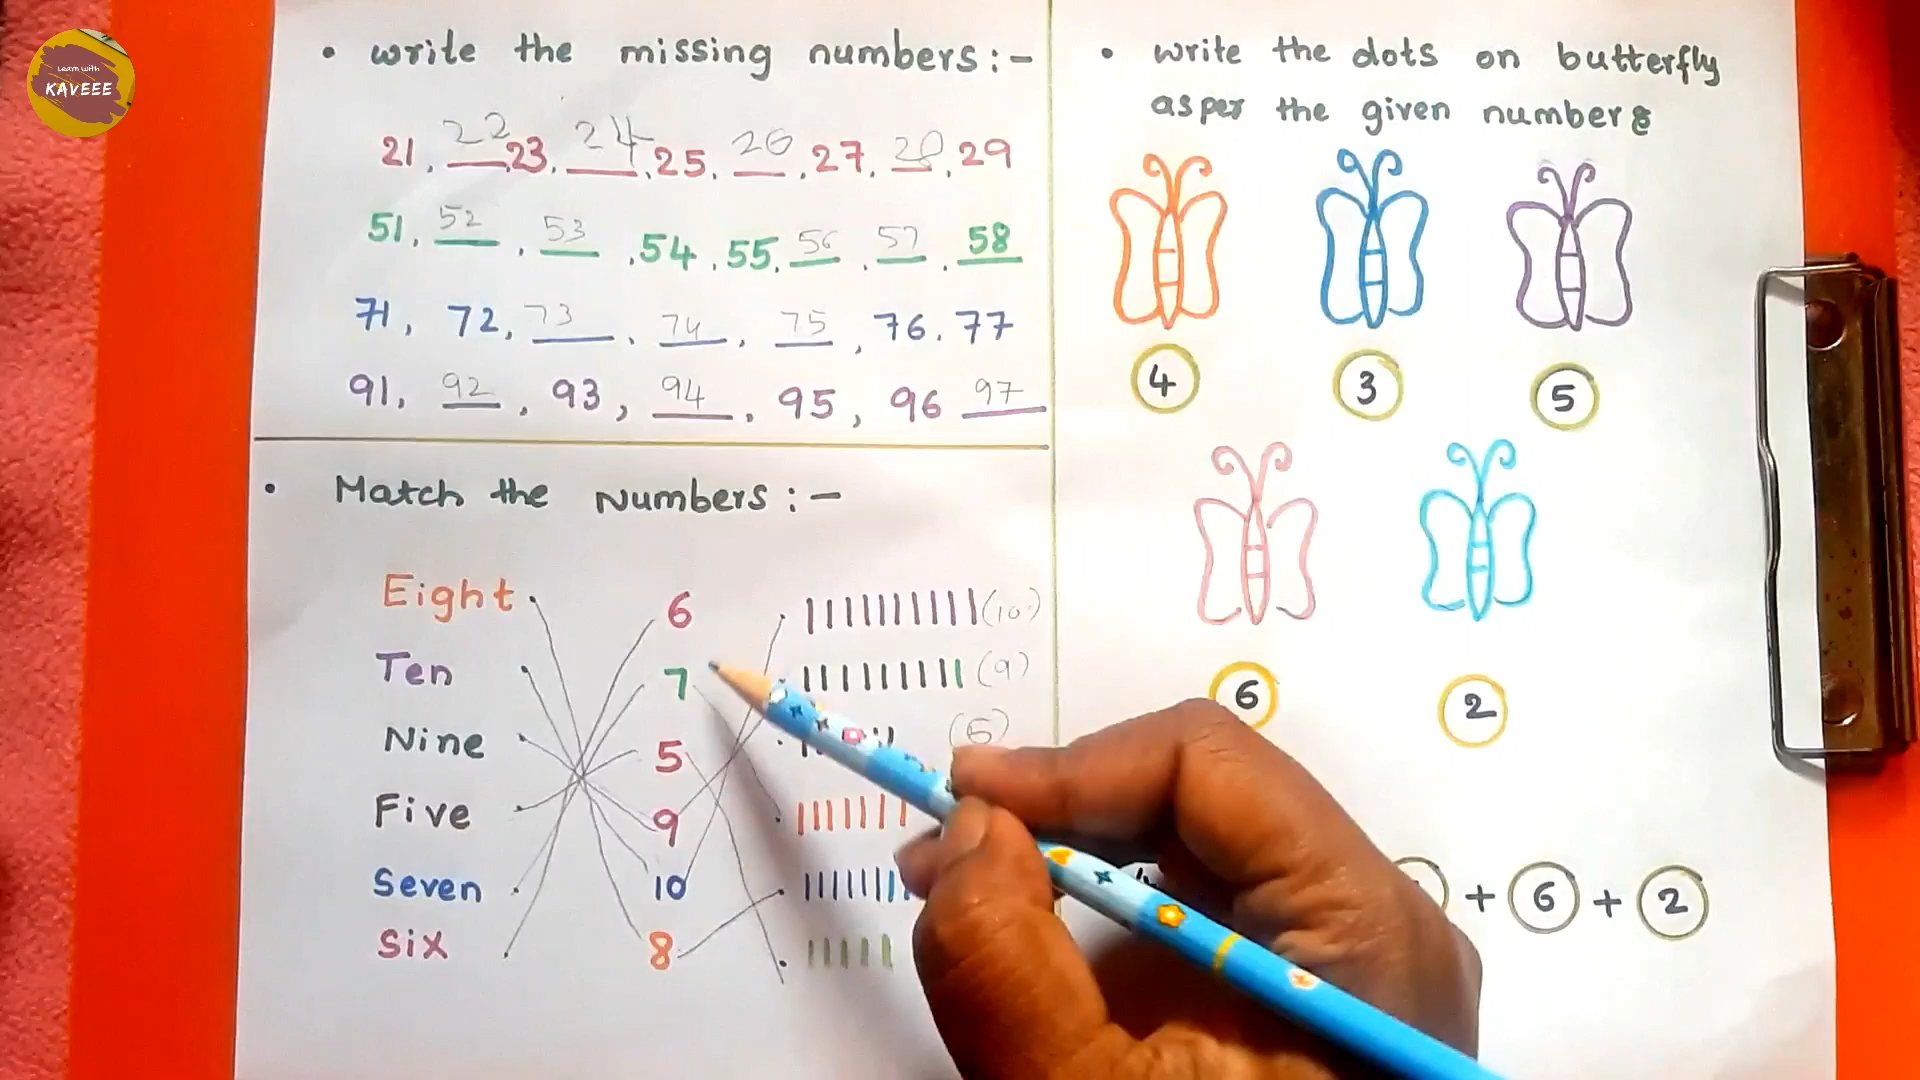 Learn with
KAVEEE
• write the missing numbers:-
21, 22 23, 24, 25, 26, 27, 28, 29
51, 52, 53, 54, 55, 56, 57, 58
71, 72, 73, 74, 75, 76, 77
91, 92, 93, 94, 95, 96 97
• Match the Numbers:-
Eight 6 (10)
Ten 7 (9)
Nine 5 (6)
Five 9
Seven 10
Six 8
• write the dots on butterfly
as per the given numbers
4 3 5
6 2
+ 6 + 2